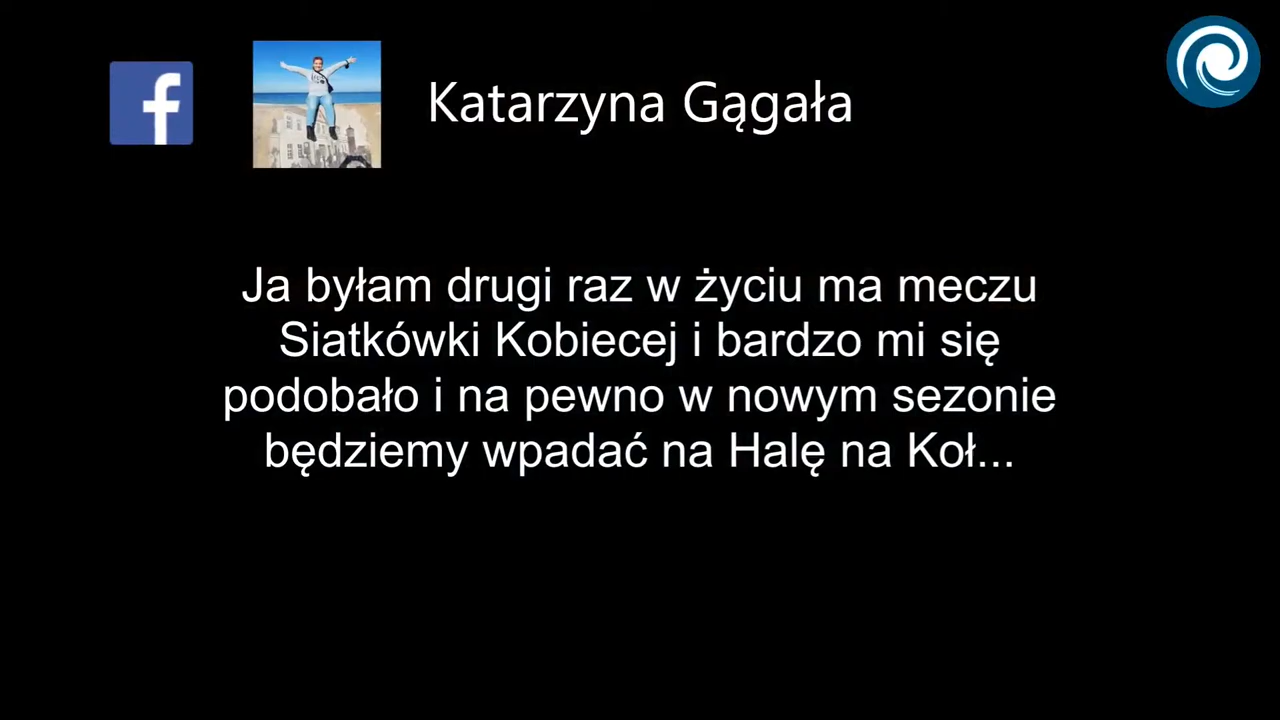 Katarzyna Gągała
Ja byłam drugi raz w życiu ma meczu
Siatkówki Kobiecej i bardzo mi się
podobało i na pewno w nowym sezonie
będziemy wpadać na Halę na Koł...